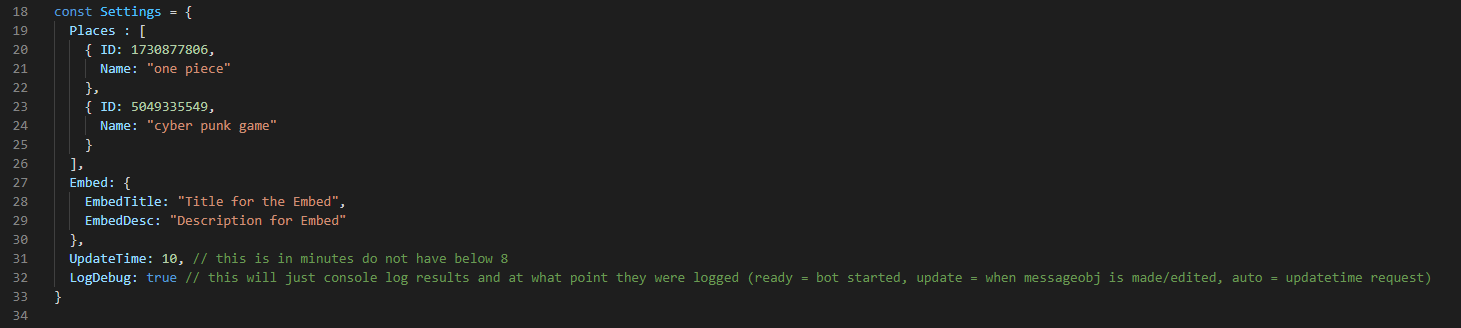 18 const Settings = {
19 Places : [
20 { ID: 1730877806,
21 Name: "one piece"
22 },
23 { ID: 5049335549,
24 Name: "cyber punk game"
25 }
26 ],
27 Embed: {
28 EmbedTitle: "Title for the Embed",
29 EmbedDesc: "Description for Embed"
30 },
31 UpdateTime: 10, // this is in minutes do not have below 8
32 LogDebug: true // this will just console log results and at what point they were logged (ready = bot started, update = when messageobj is made/edited, auto = updatetime request)
33 }
34